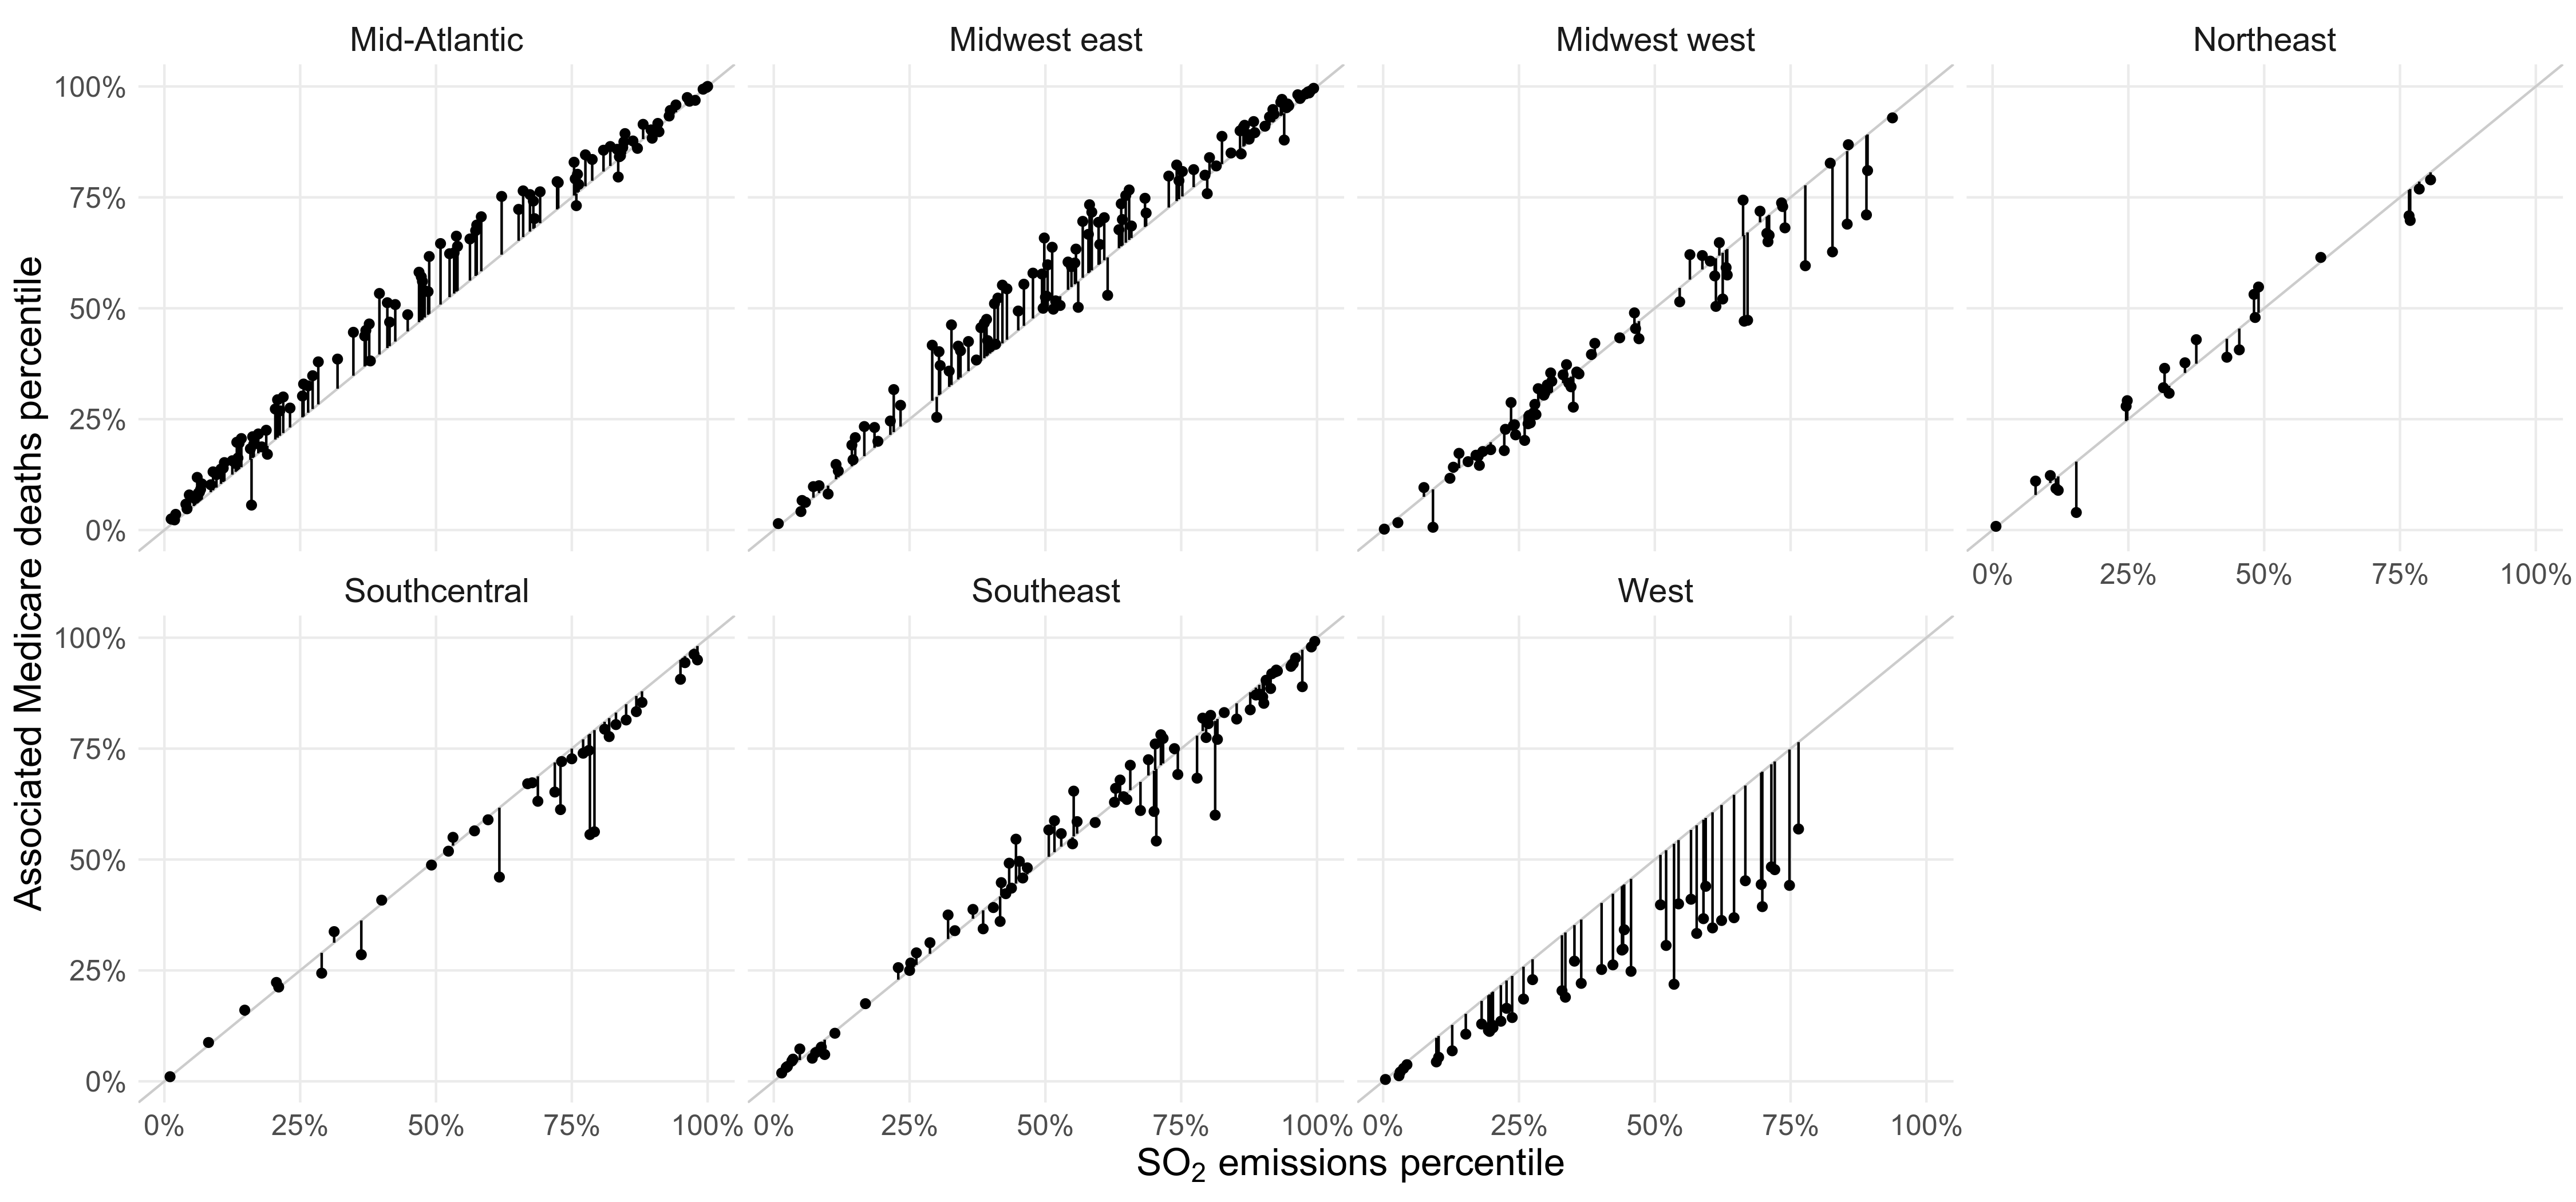 Mid-Atlantic
Midwest east
Midwest west
Northeast
100%
75%
50%
25%
0%
0% 25% 50% 75% 100%
Southcentral
Southeast
West
100%
75%
50%
25%
0%
0% 25% 50% 75% 100%
0% 25% 50% 75% 100%
0% 25% 50% 75% 100%
Associated Medicare deaths percentile
SO₂ emissions percentile